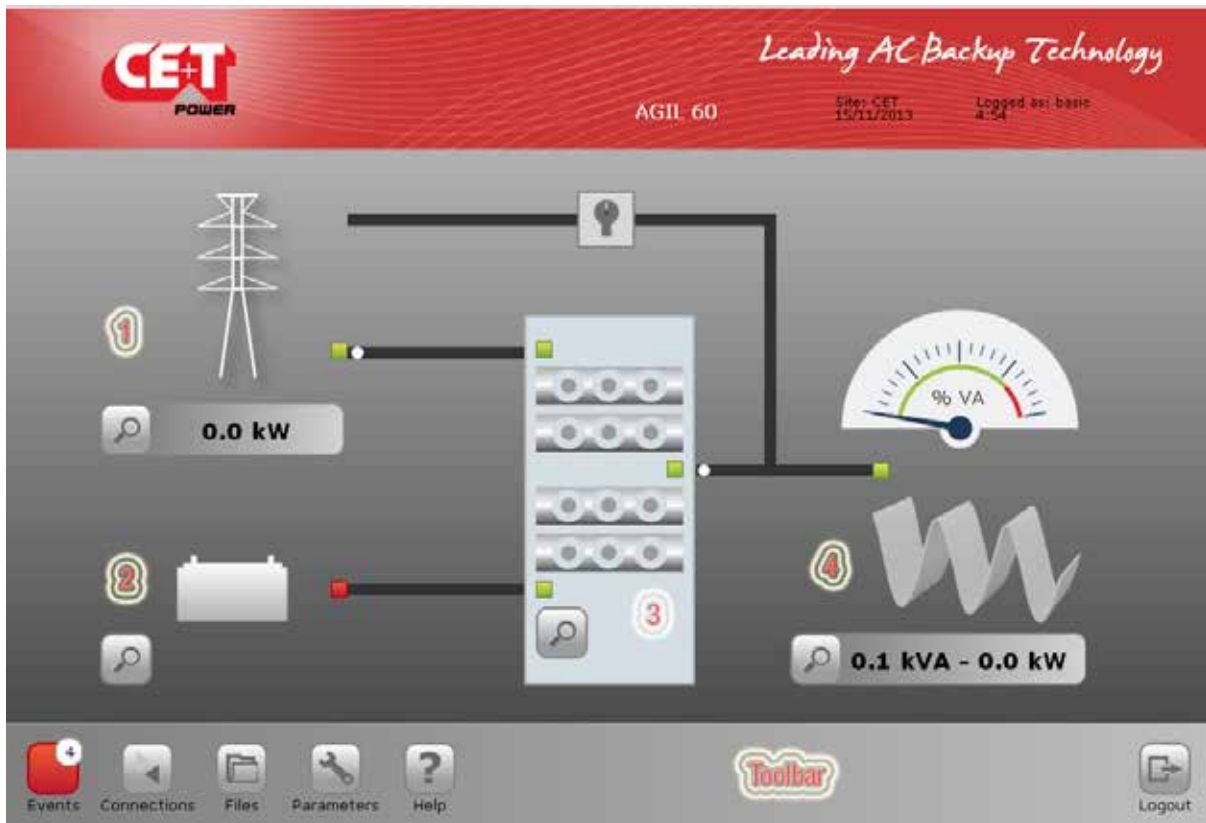 CE+T
POWER
Leading AC Backup Technology
AGIL 60
Site: CET
15/11/2013
Logged as: basic
4:54
1
0.0 kW
% VA
2
3
4
0.1 kVA - 0.0 kW
4
Events
Connections
Files
Parameters
?
Help
Toolbar
Logout